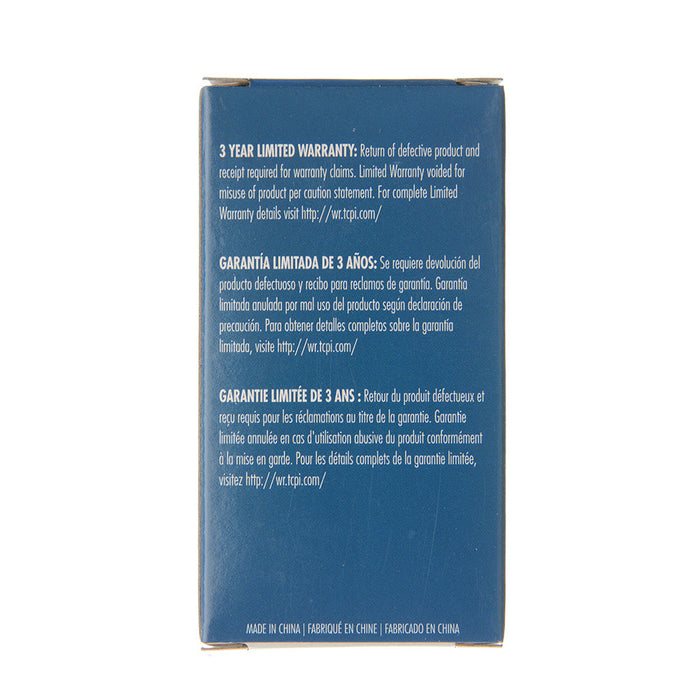 3 YEAR LIMITED WARRANTY: Return of defective product and
receipt required for warranty claims. Limited Warranty voided for
misuse of product per caution statement. For complete Limited
Warranty details visit http://wr.tcpi.com/
GARANTÍA LIMITADA DE 3 AÑOS: Se requiere devolución del
producto defectuoso y recibo para reclamos de garantía. Garantía
limitada anulada por mal uso del producto según declaración de
precaución. Para obtener detalles completos sobre la garantía
limitada, visite http://wr.tcpi.com/
GARANTIE LIMITÉE DE 3 ANS : Retour du produit défectueux et
reçu requis pour les réclamations au titre de la garantie. Garantie
limitée annulée en cas d'utilisation abusive du produit conformément
à la mise en garde. Pour les détails complets de la garantie limitée,
visitez http://wr.tcpi.com/
MADE IN CHINA | FABRIQUÉ EN CHINE | FABRICADO EN CHINA